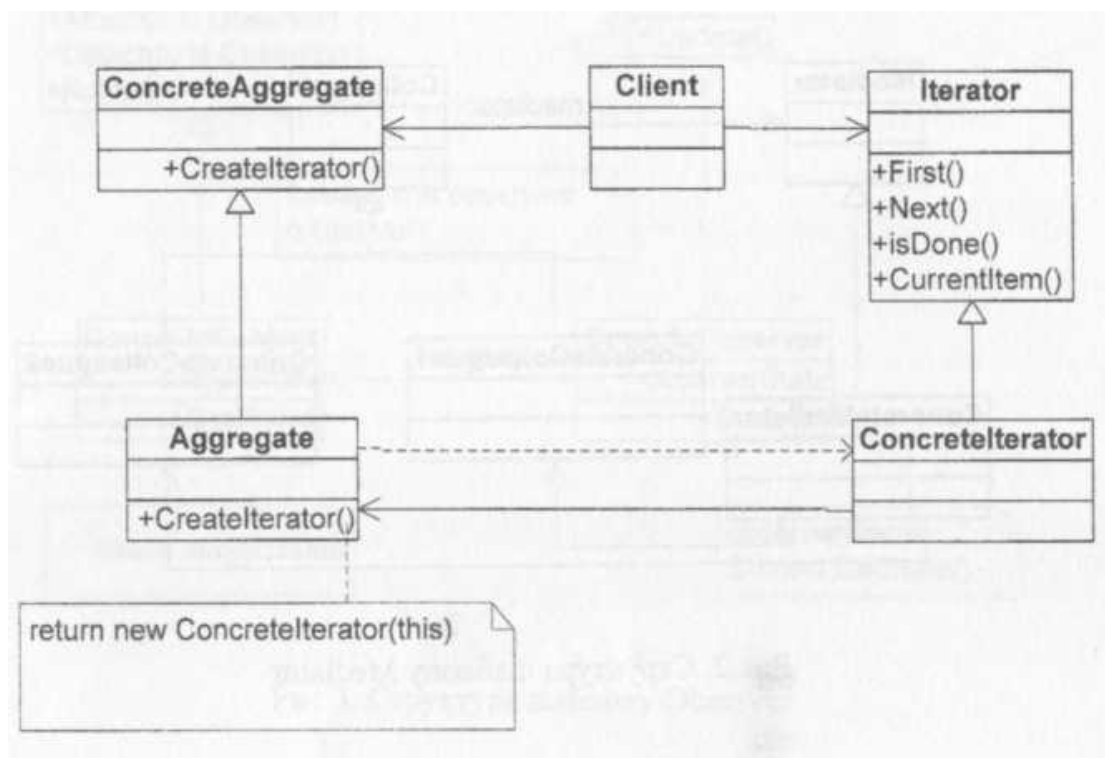 ConcreteAggregate
+CreateIterator()
Client
Iterator
+First()
+Next()
+isDone()
+CurrentItem()
Aggregate
+CreateIterator()
ConcreteIterator
return new ConcreteIterator(this)